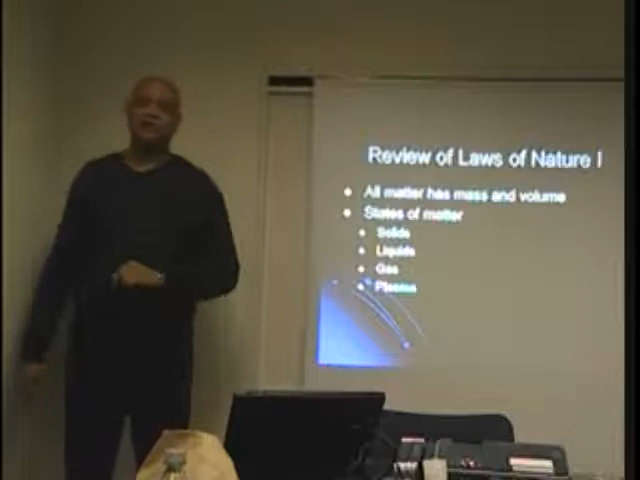 Review of Laws of Nature I
All matter has mass and volume
States of matter
Solids
Liquids
Gas
Plasma